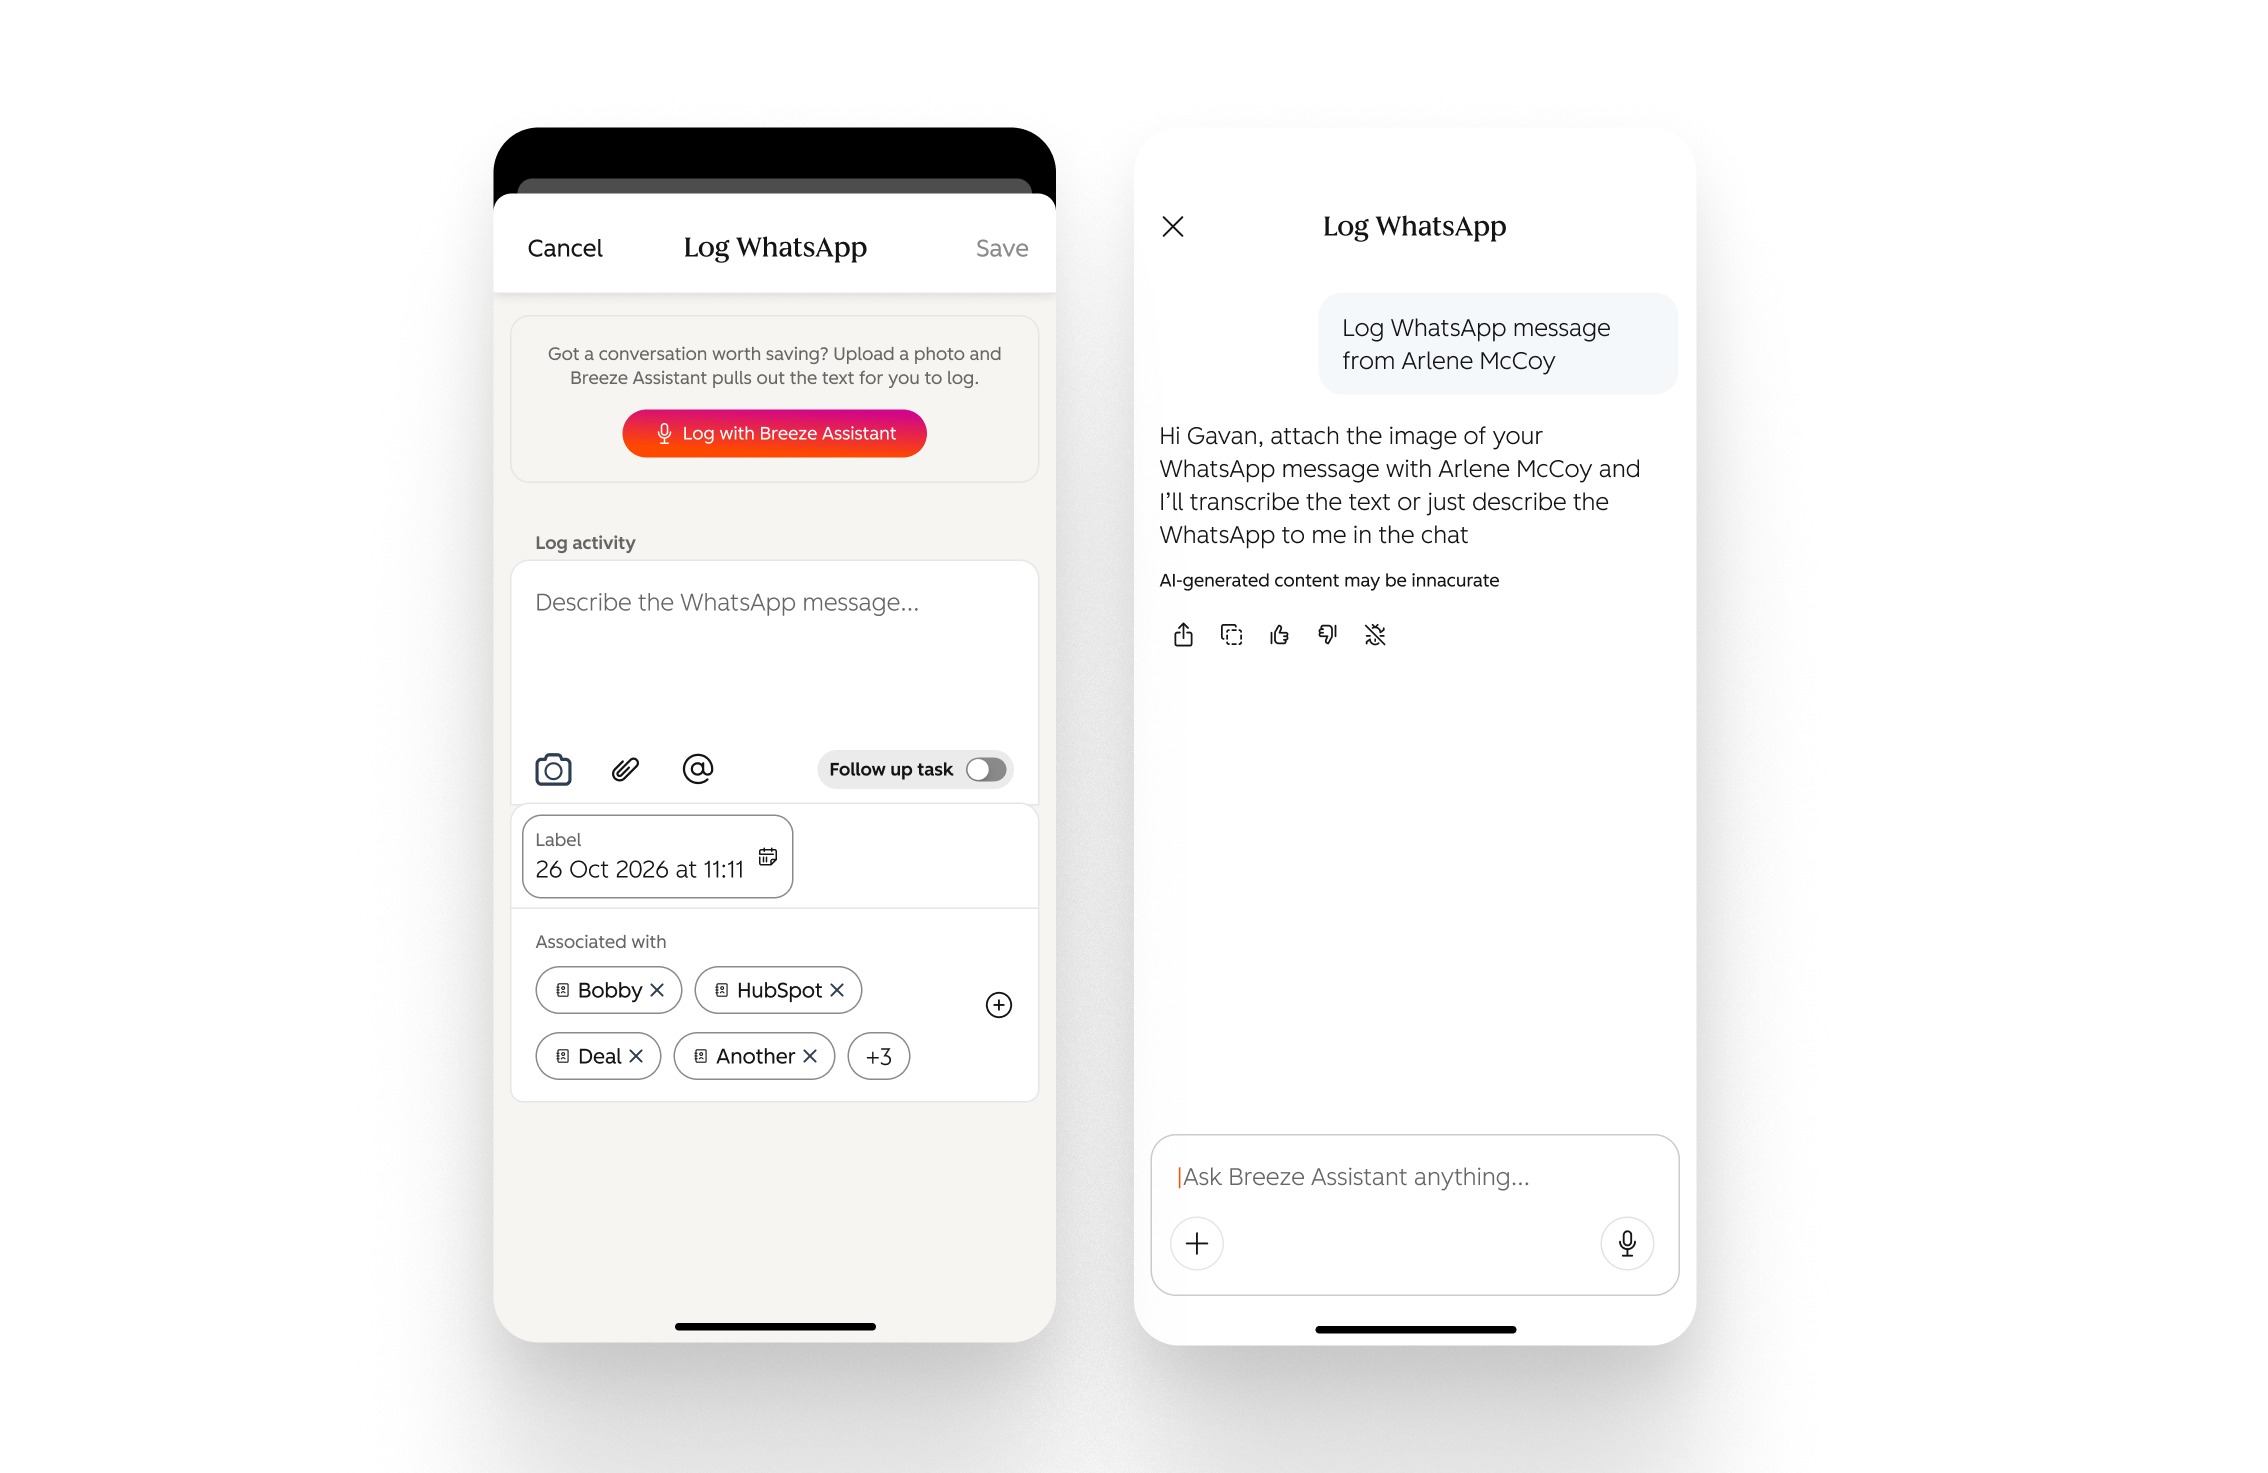 Cancel
Log WhatsApp
Save
Got a conversation worth saving? Upload a photo and
Breeze Assistant pulls out the text for you to log.
Log with Breeze Assistant
Log activity
Describe the WhatsApp message...
Follow up task
Label
26 Oct 2026 at 11:11
Associated with
Bobby
HubSpot
Deal
Another
+3
Log WhatsApp
Log WhatsApp message
from Arlene McCoy
Hi Gavan, attach the image of your
WhatsApp message with Arlene McCoy and
I’ll transcribe the text or just describe the
WhatsApp to me in the chat
AI-generated content may be innacurate
Ask Breeze Assistant anything...